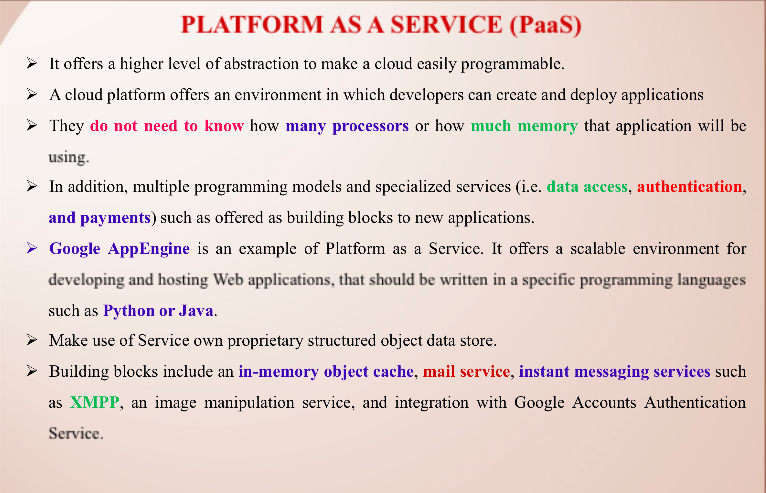 PLATFORM AS A SERVICE (PaaS)
➢ It offers a higher level of abstraction to make a cloud easily programmable.
➢ A cloud platform offers an environment in which developers can create and deploy applications
➢ They do not need to know how many processors or how much memory that application will be
using.
➢ In addition, multiple programming models and specialized services (i.e. data access, authentication,
and payments) such as offered as building blocks to new applications.
➢ Google AppEngine is an example of Platform as a Service. It offers a scalable environment for
developing and hosting Web applications, that should be written in a specific programming languages
such as Python or Java.
➢ Make use of Service own proprietary structured object data store.
➢ Building blocks include an in-memory object cache, mail service, instant messaging services such
as XMPP, an image manipulation service, and integration with Google Accounts Authentication
Service.